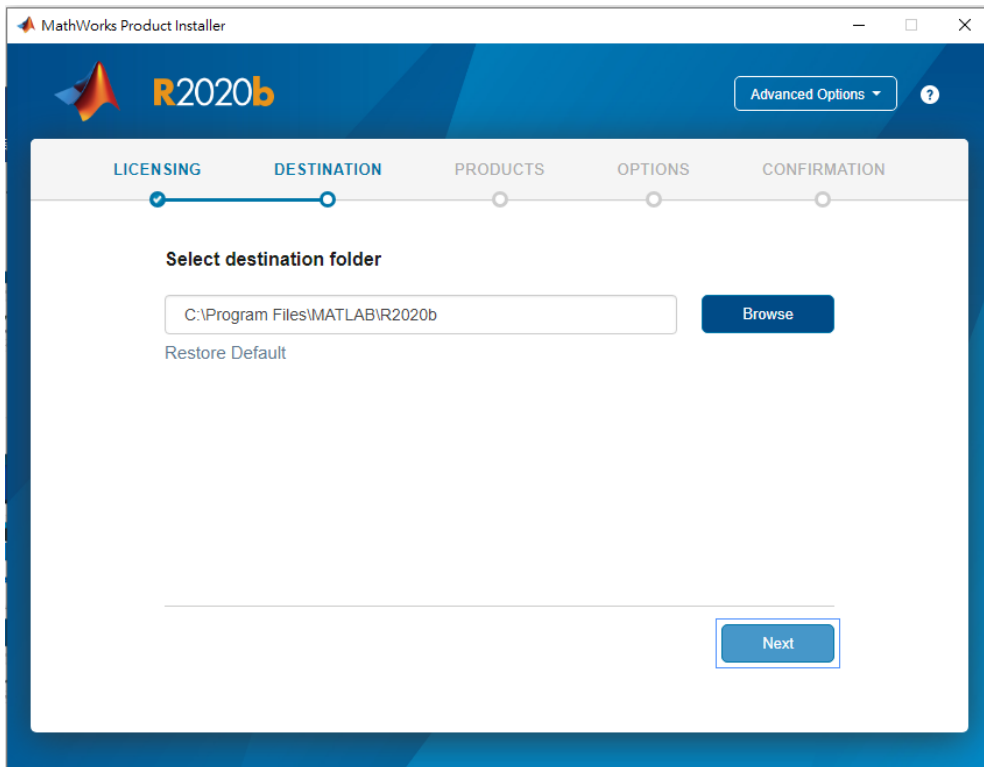 MathWorks Product Installer
R2020b
Advanced Options
?
LICENSING DESTINATION PRODUCTS OPTIONS CONFIRMATION
Select destination folder
C:\Program Files\MATLAB\R2020b
Browse
Restore Default
Next